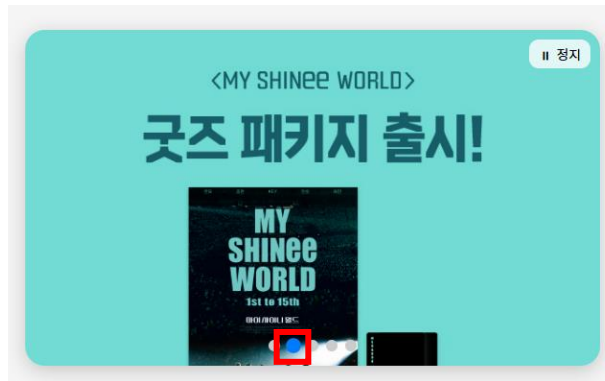 정지
<MY SHINee WORLD>
굿즈 패키지 출시!
MY
SHINee
WORLD
1st to 15th
마이 샤이니 월드